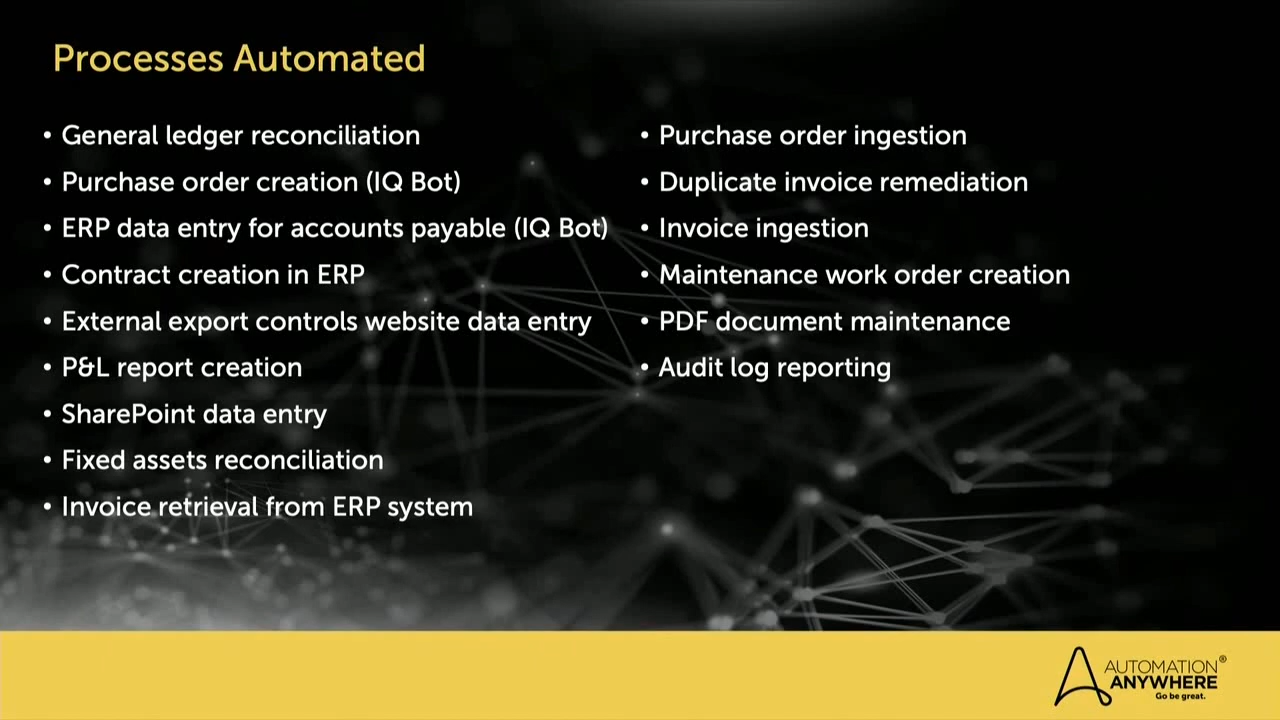 Processes Automated
• General ledger reconciliation
• Purchase order creation (IQ Bot)
• ERP data entry for accounts payable (IQ Bot)
• Contract creation in ERP
• External export controls website data entry
• P&L report creation
• SharePoint data entry
• Fixed assets reconciliation
• Invoice retrieval from ERP system
• Purchase order ingestion
• Duplicate invoice remediation
• Invoice ingestion
• Maintenance work order creation
• PDF document maintenance
• Audit log reporting
AUTOMATION®
ANYWHERE
Go be great.